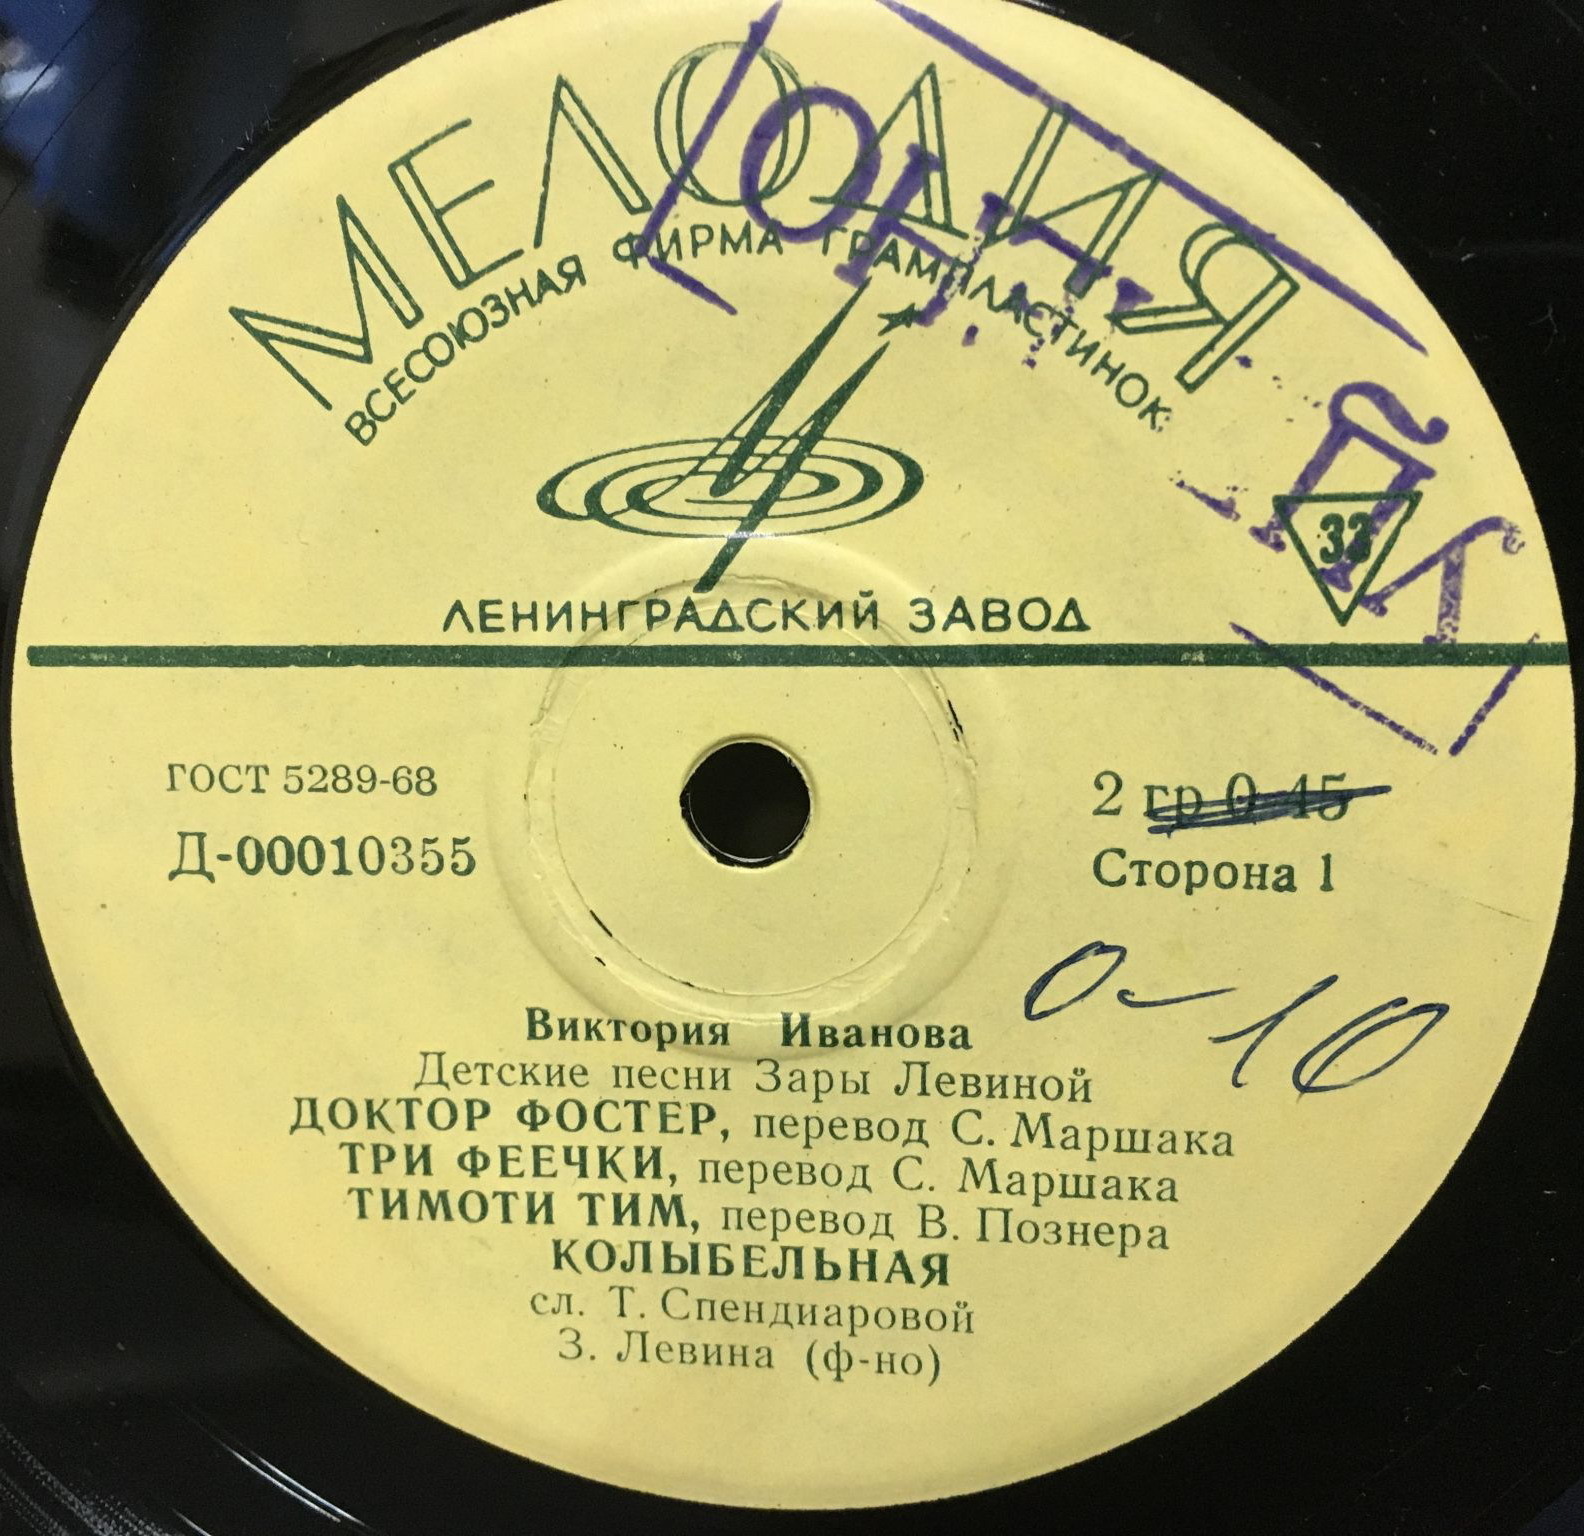 МЕЛОДИЯ
ВСЕСОЮЗНАЯ ФИРМА ГРАМПЛАСТИНОК
33
ЛЕНИНГРАДСКИЙ ЗАВОД
ГОСТ 5289-68
Д-00010355
2 гр 0-45
Сторона 1
0-10
Виктория Иванова
Детские песни Зары Левиной
ДОКТОР ФОСТЕР, перевод С. Маршака
ТРИ ФЕЕЧКИ, перевод С. Маршака
ТИМОТИ ТИМ, перевод В. Познера
КОЛЫБЕЛЬНАЯ
сл. Т. Спендиаровой
З. Левина (ф-но)